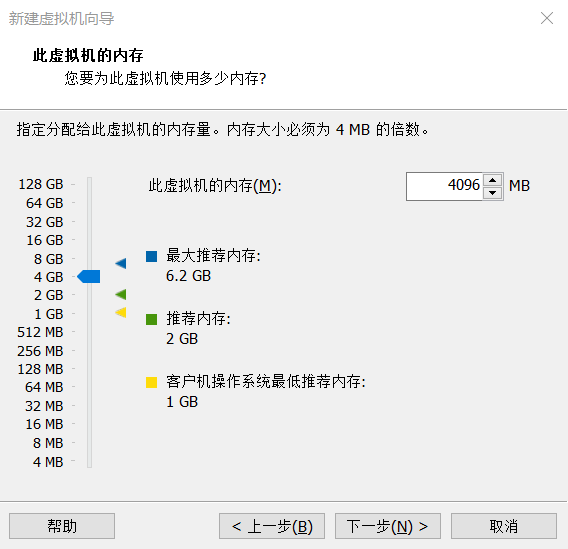 新建虚拟机向导
此虚拟机的内存
您要为此虚拟机使用多少内存?
指定分配给此虚拟机的内存量。内存大小必须为 4 MB 的倍数。
128 GB
64 GB
32 GB
16 GB
8 GB
4 GB
2 GB
1 GB
512 MB
256 MB
128 MB
64 MB
32 MB
16 MB
8 MB
4 MB
此虚拟机的内存(M):
4096 MB
最大推荐内存:
6.2 GB
推荐内存:
2 GB
客户机操作系统最低推荐内存:
1 GB
帮助
< 上一步(B)
下一步(N) >
取消